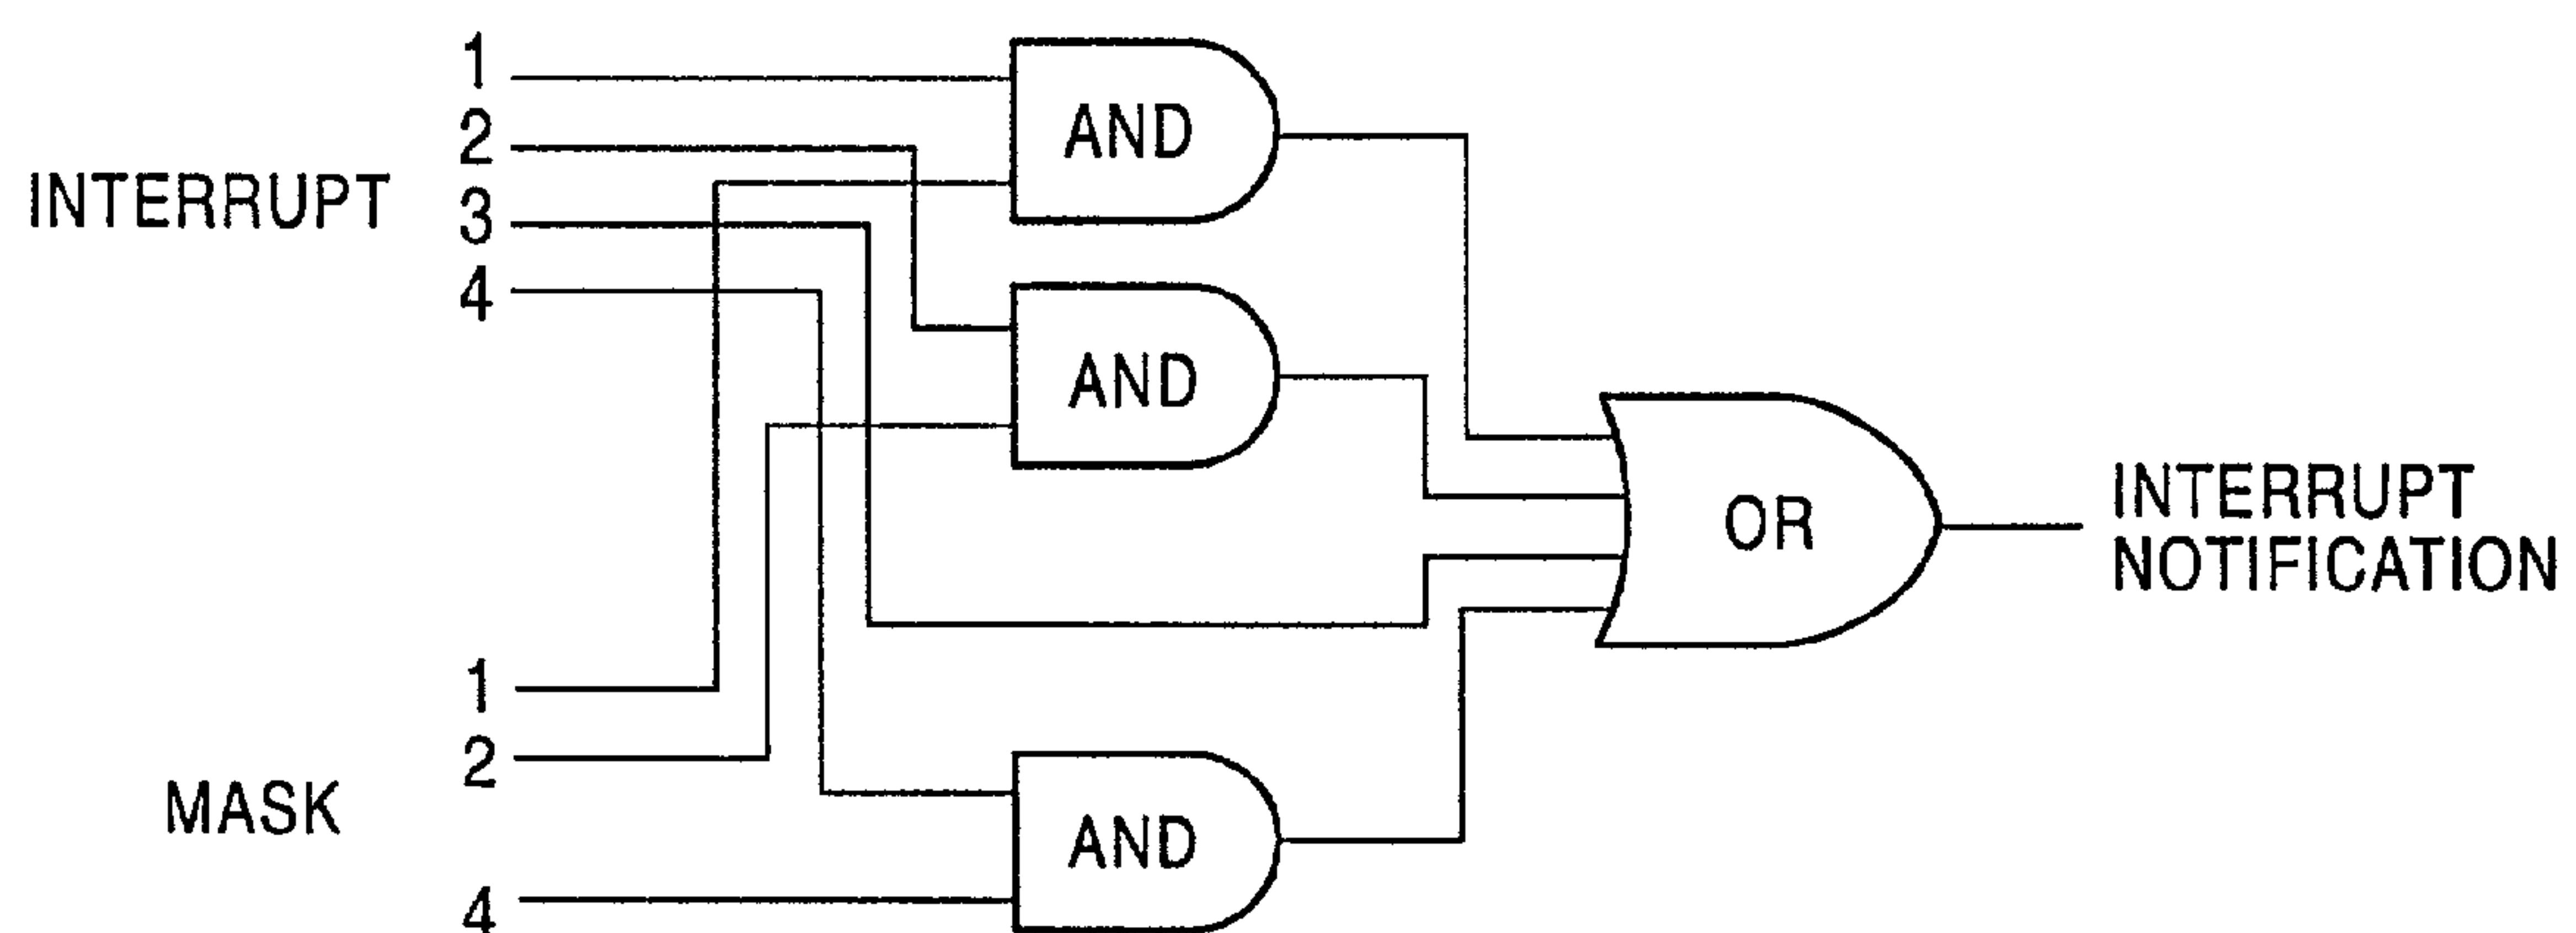 INTERRUPT
1
2
3
4
MASK
1
2
4
AND
AND
AND
OR
INTERRUPT
NOTIFICATION